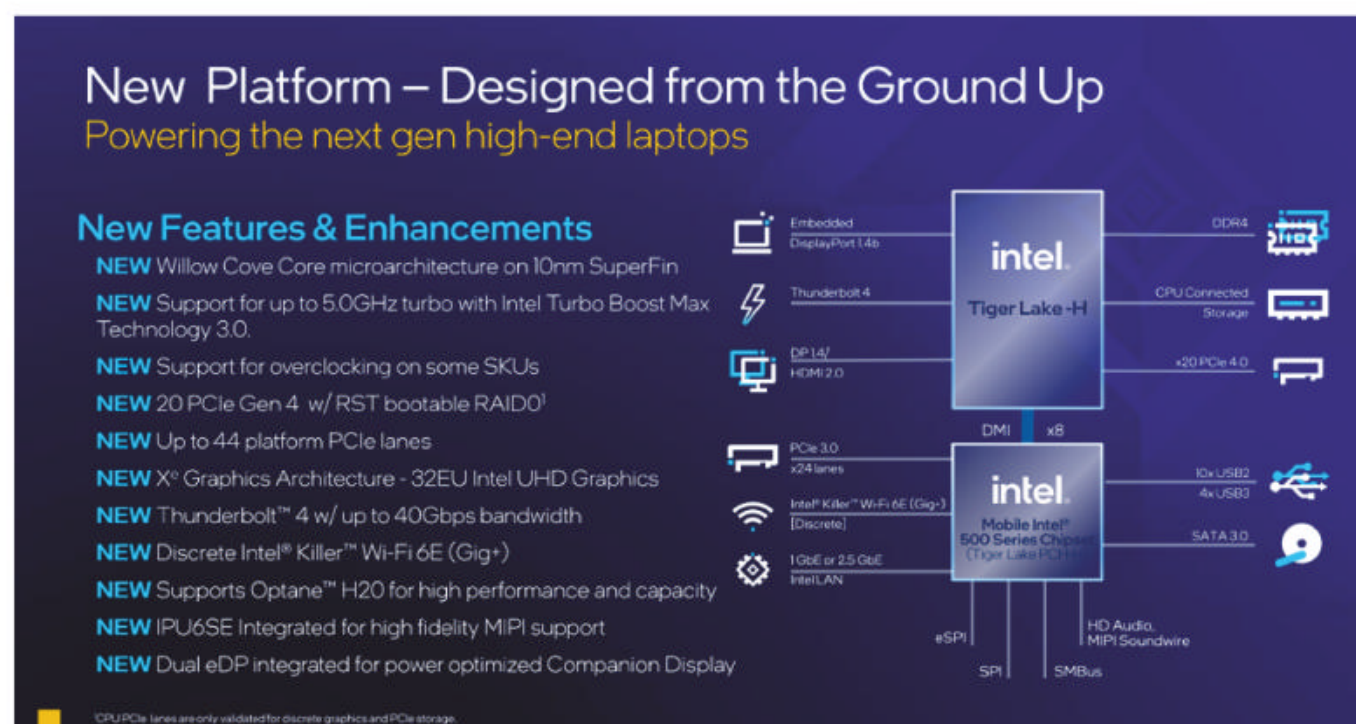 New Platform – Designed from the Ground Up
Powering the next gen high-end laptops
New Features & Enhancements
NEW Willow Cove Core microarchitecture on 10nm SuperFin
NEW Support for up to 5.0GHz turbo with Intel Turbo Boost Max
Technology 3.0.
NEW Support for overclocking on some SKUs
NEW 20 PCIe Gen 4 w/ RST bootable RAID0¹
NEW Up to 44 platform PCIe lanes
NEW Xᵉ Graphics Architecture - 32EU Intel UHD Graphics
NEW Thunderbolt™ 4 w/ up to 40Gbps bandwidth
NEW Discrete Intel® Killer™ Wi-Fi 6E (Gig+)
NEW Supports Optane™ H20 for high performance and capacity
NEW IPU6SE Integrated for high fidelity MIPI support
NEW Dual eDP integrated for power optimized Companion Display
Embedded
DisplayPort 1.4b
Thunderbolt 4
DP 1.4/
HDMI 2.0
intel.
Tiger Lake -H
DDR4
CPU Connected
Storage
x20 PCIe 4.0
DMI x8
PCIe 3.0
x24 lanes
Intel® Killer™ Wi-Fi 6E (Gig+)
[Discrete]
1 GbE or 2.5 GbE
Intel LAN
intel.
Mobile Intel®
500 Series Chipset
(Tiger Lake PCH-H)
10x USB2
4x USB3
SATA 3.0
eSPI
SPI
SMBus
HD Audio,
MIPI Soundwire
¹CPU PCIe lanes are only validated for discrete graphics and PCIe storage.